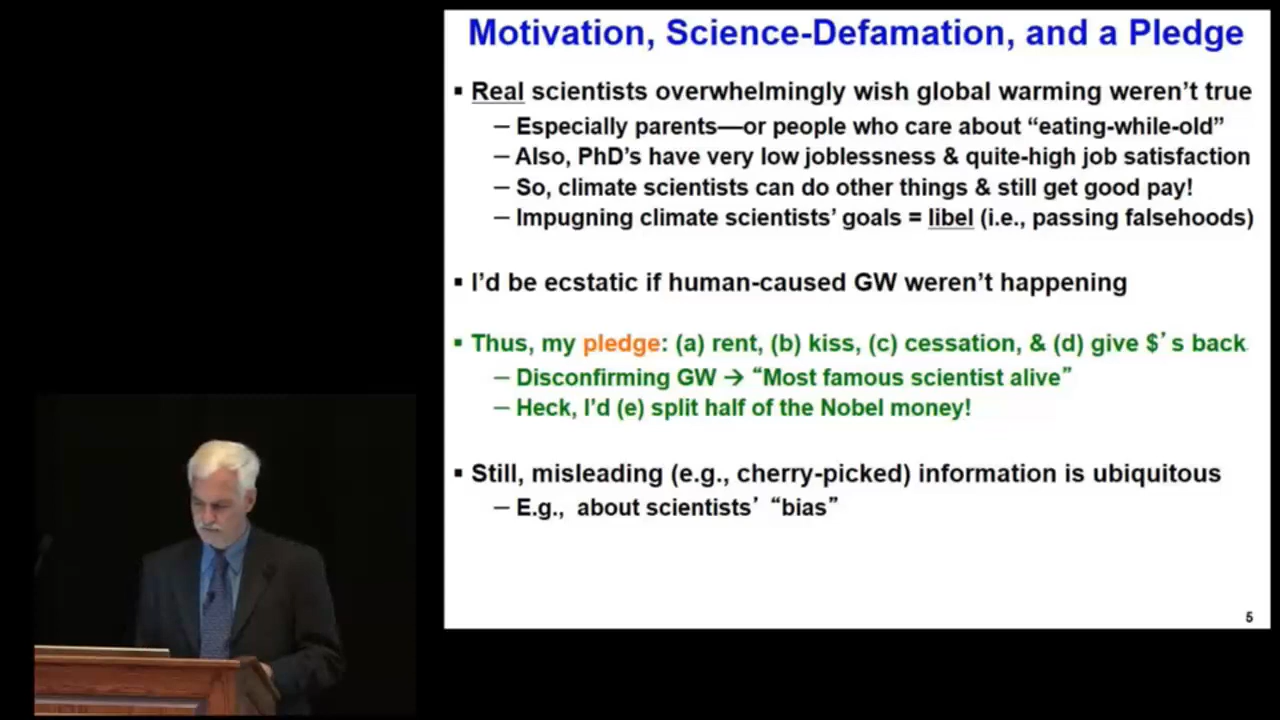 Motivation, Science-Defamation, and a Pledge
▪ Real scientists overwhelmingly wish global warming weren't true
– Especially parents—or people who care about “eating-while-old”
– Also, PhD's have very low joblessness & quite-high job satisfaction
– So, climate scientists can do other things & still get good pay!
– Impugning climate scientists' goals = libel (i.e., passing falsehoods)
▪ I'd be ecstatic if human-caused GW weren't happening
▪ Thus, my pledge: (a) rent, (b) kiss, (c) cessation, & (d) give $'s back
– Disconfirming GW → “Most famous scientist alive”
– Heck, I'd (e) split half of the Nobel money!
▪ Still, misleading (e.g., cherry-picked) information is ubiquitous
– E.g., about scientists' “bias”
5